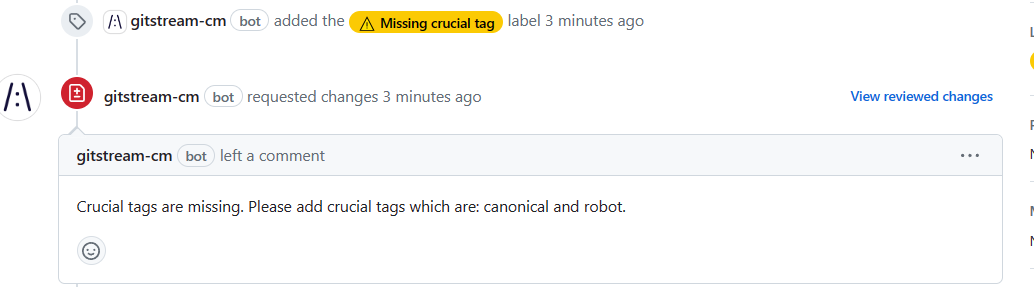 /:\ gitstream-cm bot added the ⚠ Missing crucial tag label 3 minutes ago
/:\
gitstream-cm bot requested changes 3 minutes ago View reviewed changes
gitstream-cm bot left a comment ...
Crucial tags are missing. Please add crucial tags which are: canonical and robot.